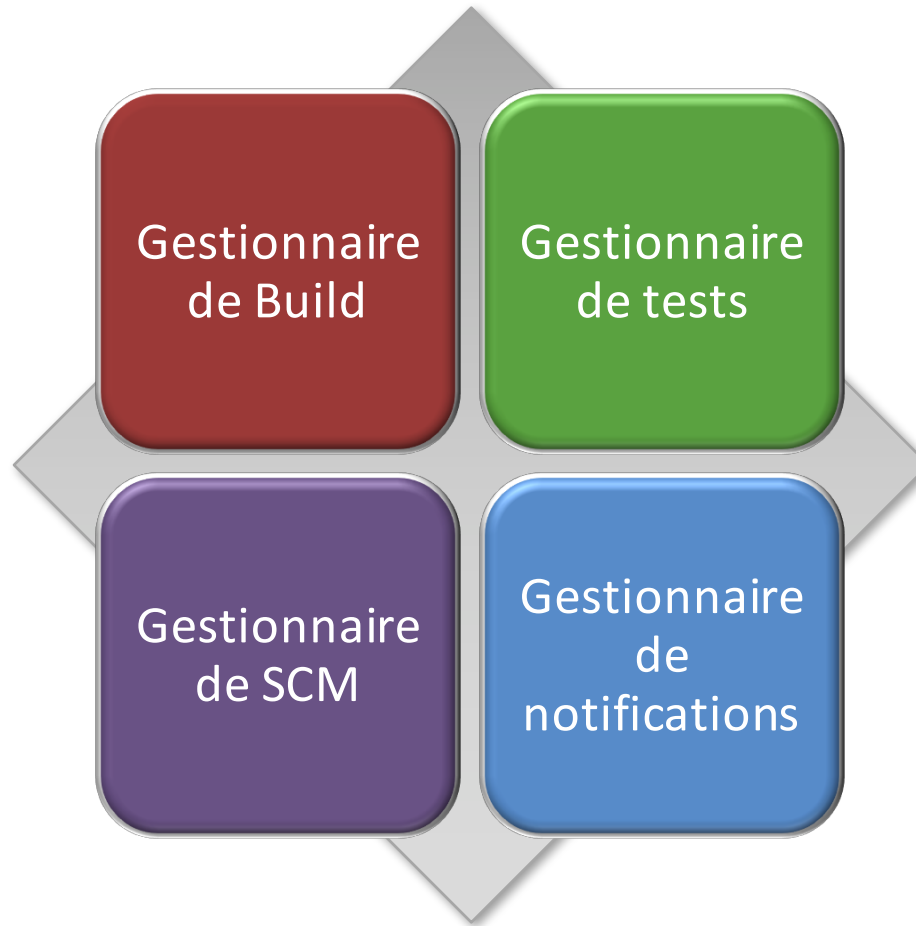 Gestionnaire
de Build
Gestionnaire
de tests
Gestionnaire
de SCM
Gestionnaire
de
notifications